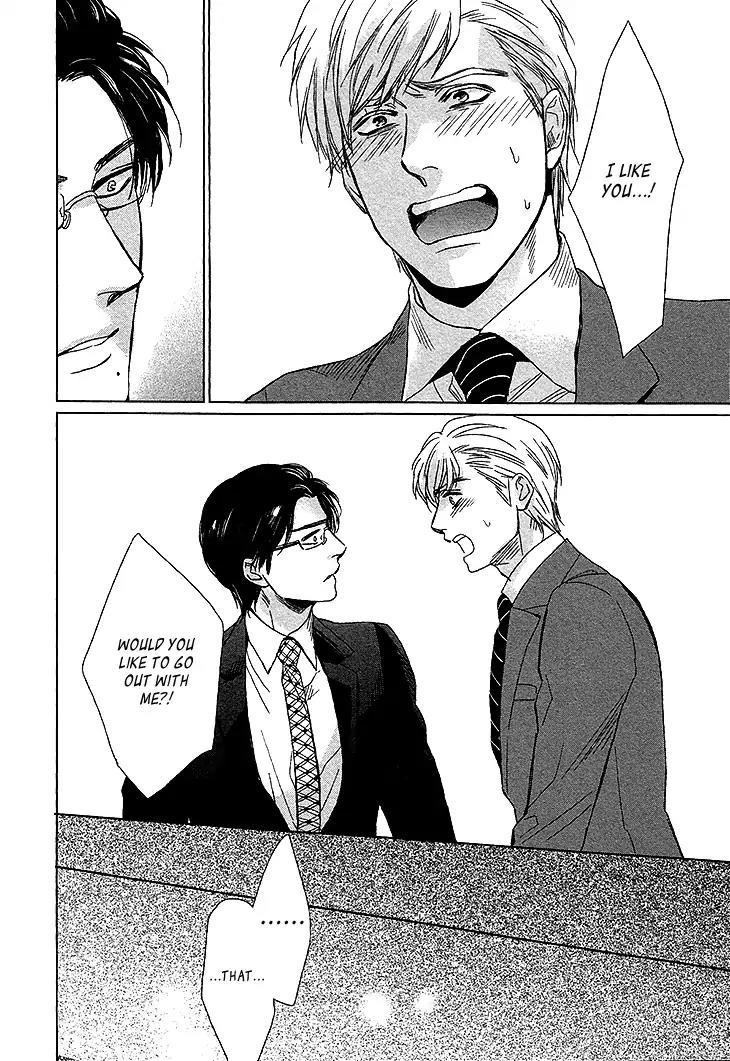 I LIKE
YOU...!
WOULD YOU
LIKE TO GO
OUT WITH
ME?!
......
...THAT...